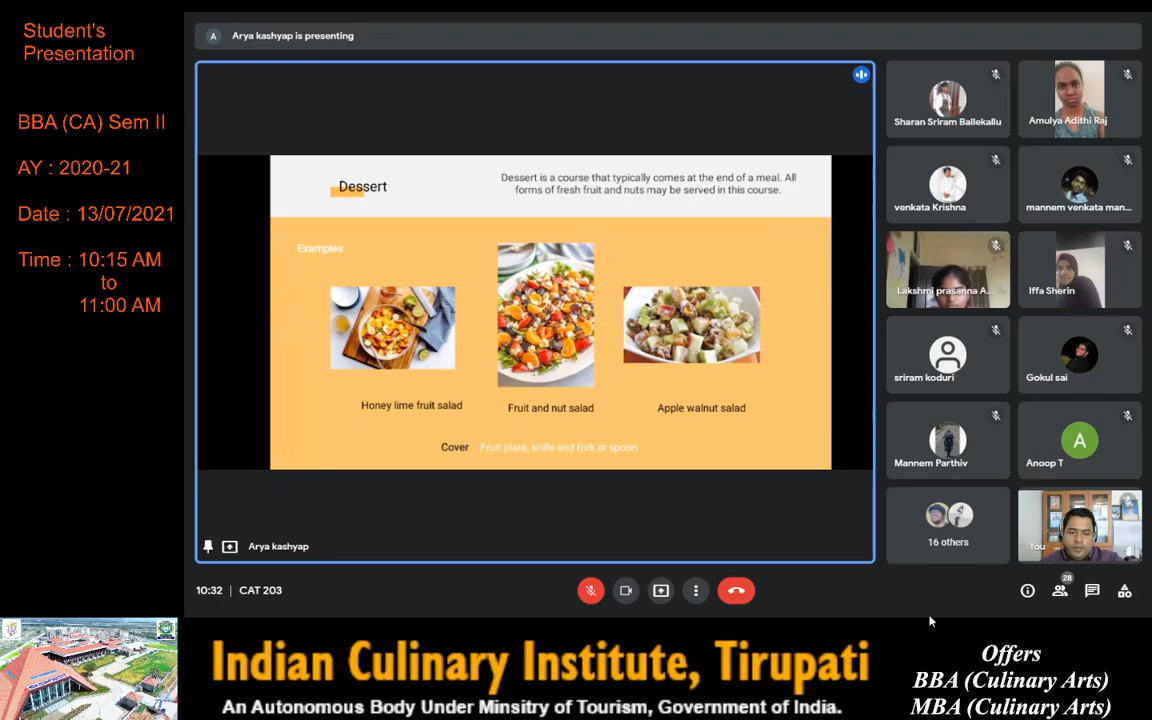 Student's
Presentation
BBA (CA) Sem II
AY : 2020-21
Date : 13/07/2021
Time : 10:15 AM
to
11:00 AM
A
Arya kashyap is presenting
Dessert
Dessert is a course that typically comes at the end of a meal. All
forms of fresh fruit and nuts may be served in this course.
Examples
Honey lime fruit salad
Fruit and nut salad
Apple walnut salad
Cover Fruit plate, knife and fork or spoon
Arya kashyap
Sharan Sriram Ballekallu
Amulya Adithi Raj
venkata Krishna
mannem venkata man...
Lakshmi prasanna A...
Iffa Sherin
sriram koduri
Gokul sai
Mannem Parthiv
A
Anoop T
16 others
You
10:32 | CAT 203
28
Indian Culinary Institute, Tirupati
An Autonomous Body Under Minsitry of Tourism, Government of India.
Offers
BBA (Culinary Arts)
MBA (Culinary Arts)